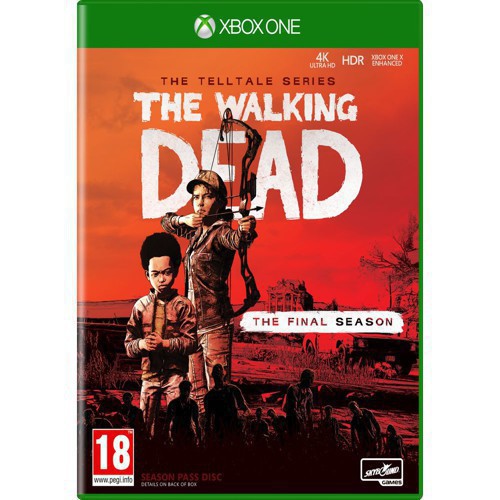 XBOX ONE
4K
ULTRA HD
HDR
XBOX ONE X
ENHANCED
THE TELLTALE SERIES
THE WALKING
DEAD
THE FINAL SEASON
18
www.pegi.info
SEASON PASS DISC
DETAILS ON BACK OF BOX
SKYBOUND
games